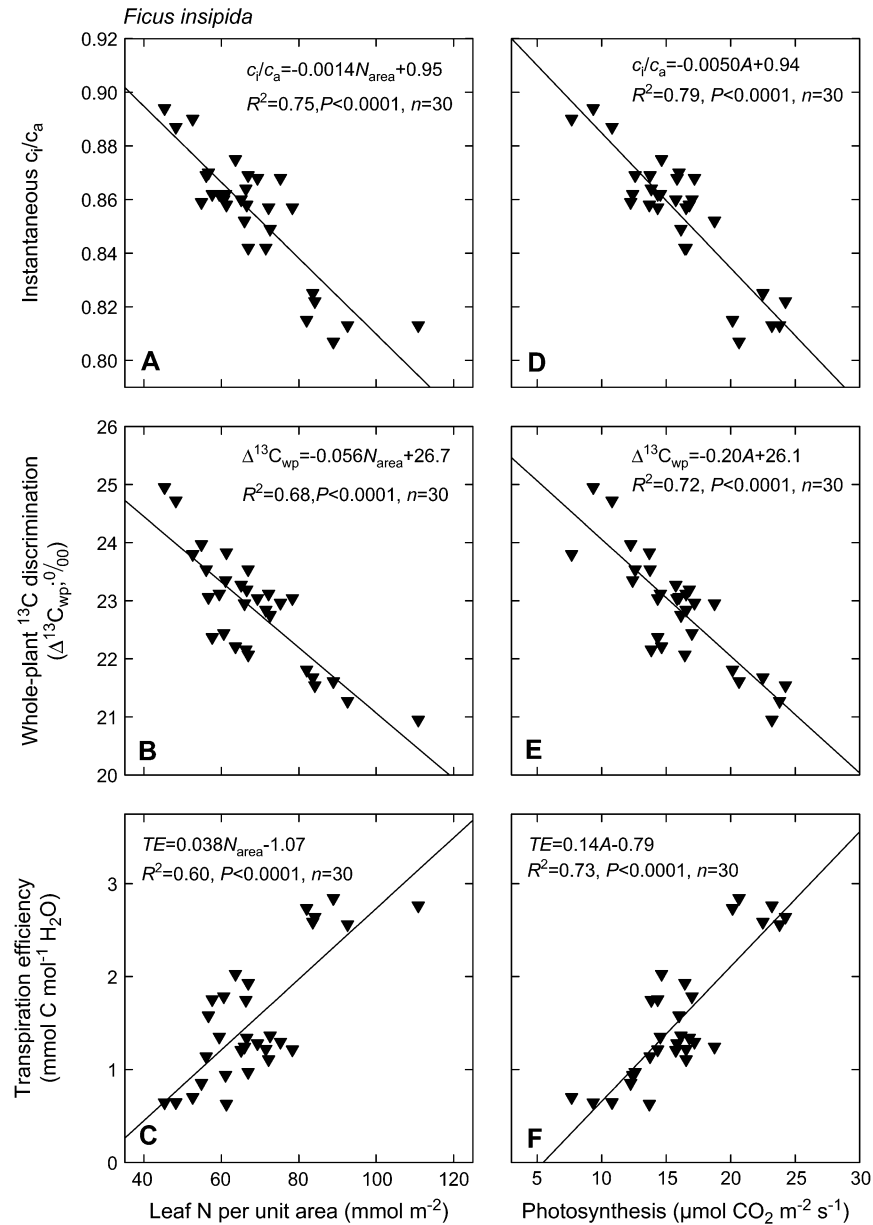 Ficus insipida
Instantaneous ci/ca
0.92
0.90
0.88
0.86
0.84
0.82
0.80
ci/ca=-0.0014Narea+0.95
R²=0.75,P<0.0001, n=30
A
ci/ca=-0.0050A+0.94
R²=0.79, P<0.0001, n=30
D
Whole-plant ¹³C discrimination
(Δ¹³Cwp, ⁰/₀₀)
26
25
24
23
22
21
20
Δ¹³Cwp=-0.056Narea+26.7
R²=0.68,P<0.0001, n=30
B
Δ¹³Cwp=-0.20A+26.1
R²=0.72, P<0.0001, n=30
E
Transpiration efficiency
(mmol C mol⁻¹ H₂O)
3
2
1
0
TE=0.038Narea-1.07
R²=0.60, P<0.0001, n=30
C
TE=0.14A-0.79
R²=0.73, P<0.0001, n=30
F
40 60 80 100 120
5 10 15 20 25 30
Leaf N per unit area (mmol m⁻²)
Photosynthesis (µmol CO₂ m⁻² s⁻¹)